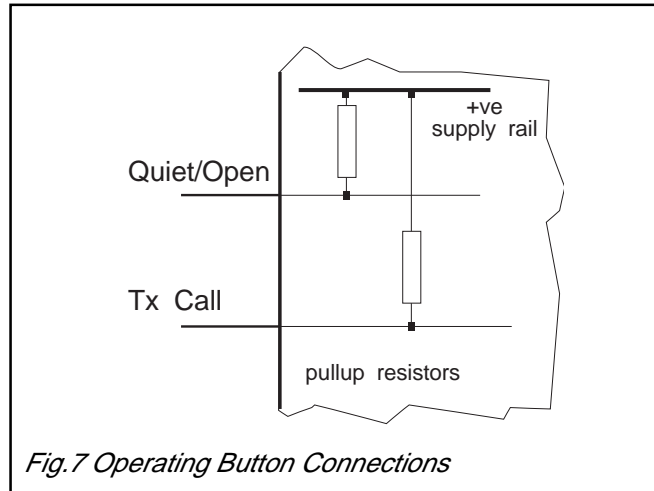 +ve
supply rail
Quiet/Open
Tx Call
pullup resistors
Fig.7 Operating Button Connections